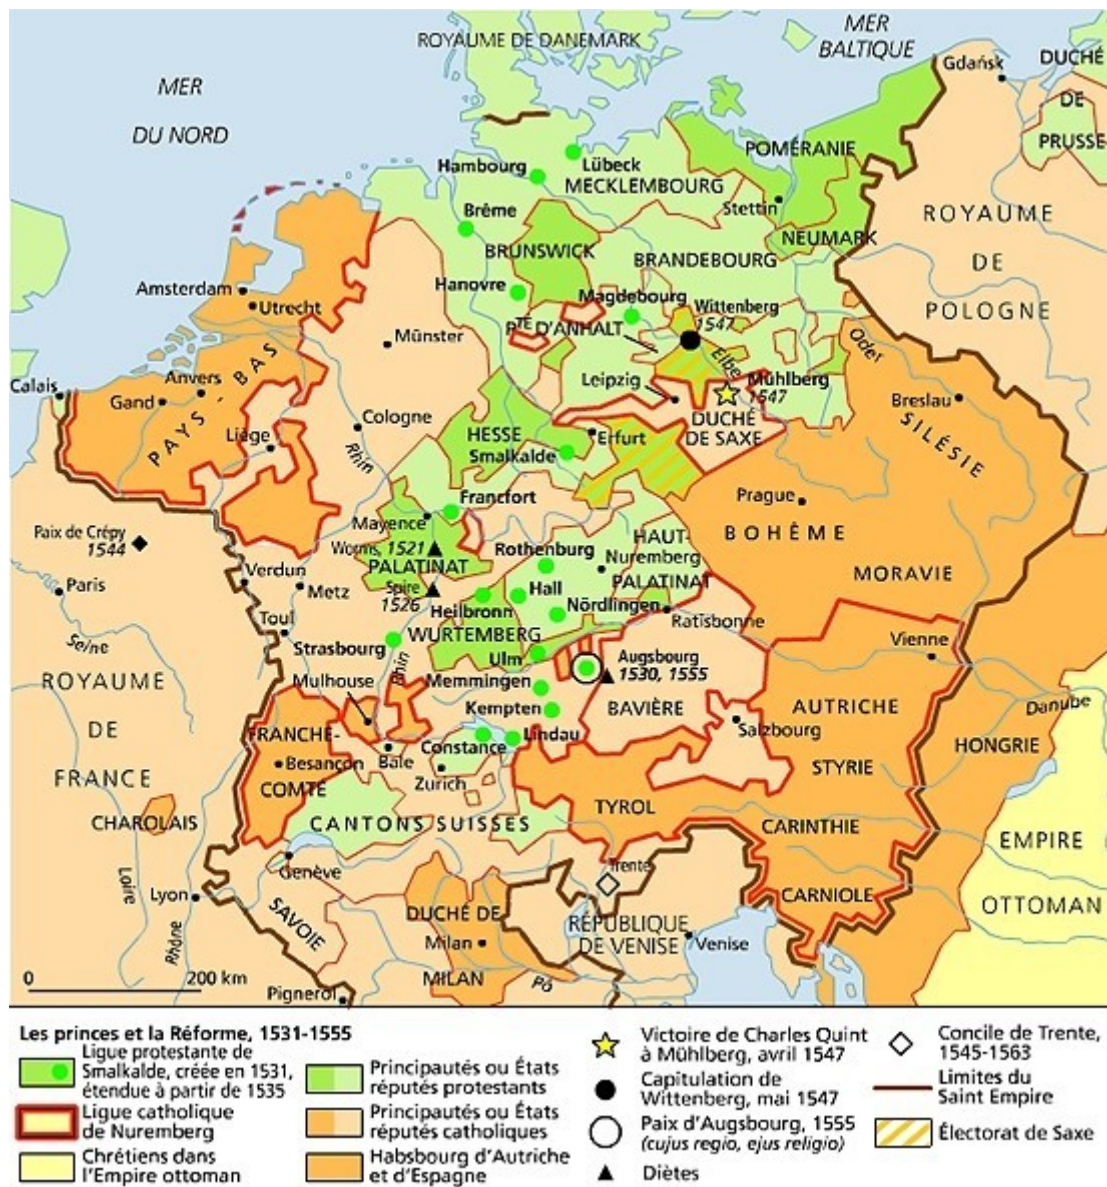 ROYAUME DE DANEMARK
MER
BALTIQUE
MER
DU NORD
Gdańsk
DUCHÉ
DE
PRUSSE
POMÉRANIE
Hambourg
Lübeck
MECKLEMBOURG
Stettin
Brême
BRUNSWICK
NEUMARK
BRANDEBOURG
ROYAUME
DE
POLOGNE
Amsterdam
Utrecht
Hanovre
Magdebourg
Wittenberg
1547
PTÉ D'ANHALT
Münster
Elbe
Oder
Calais
Anvers
Gand
PAYS-BAS
Liège
Leipzig
Mühlberg
1547
DUCHÉ
DE SAXE
Breslau
SILÉSIE
Cologne
Rhin
HESSE
Smalkalde
Erfurt
Prague
BOHÊME
MORAVIE
Paix de Crépy
1544
Francfort
Mayence
Worms, 1521
PALATINAT
Spire
1526
Rothenburg
HAUT-
Nuremberg
PALATINAT
Paris
Seine
Verdun
Metz
Toul
Heilbronn
Hall
Nördlingen
Ratisbonne
Strasbourg
WURTEMBERG
Ulm
Augsbourg
1530, 1555
Vienne
ROYAUME
DE
FRANCE
Mulhouse
Rhin
Memmingen
Kempten
BAVIÈRE
Salzbourg
AUTRICHE
Danube
HONGRIE
FRANCHE-
COMTÉ
Besançon
Bâle
Constance
Lindau
Zurich
STYRIE
CHAROLAIS
CANTONS SUISSES
TYROL
CARINTHIE
EMPIRE
OTTOMAN
Loire
Lyon
Rhône
Genève
SAVOIE
Trente
CARNIOLE
DUCHÉ DE
Milan
MILAN
RÉPUBLIQUE
DE VENISE
Venise
Pô
Pignerol
0 200 km
Les princes et la Réforme, 1531-1555
Ligue protestante de
Smalkalde, créée en 1531,
étendue à partir de 1535
Ligue catholique
de Nuremberg
Chrétiens dans
l'Empire ottoman
Principautés ou États
réputés protestants
Principautés ou États
réputés catholiques
Habsbourg d'Autriche
et d'Espagne
Victoire de Charles Quint
à Mühlberg, avril 1547
Capitulation de
Wittenberg, mai 1547
Paix d'Augsbourg, 1555
(cujus regio, ejus religio)
Diètes
Concile de Trente,
1545-1563
Limites du
Saint Empire
Électorat de Saxe